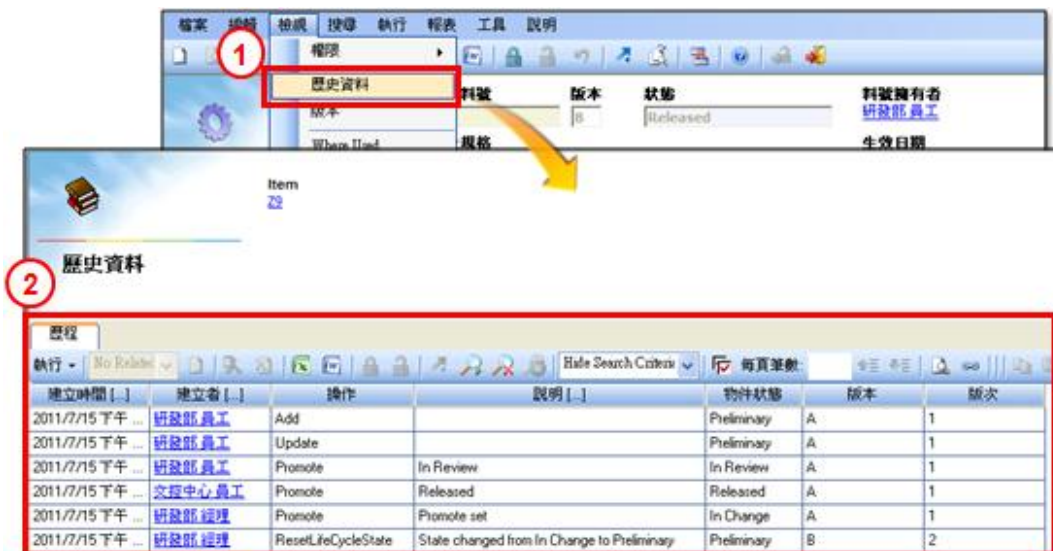 檔案 編輯 檢視 搜尋 執行 報表 工具 說明
1
權限
歷史資料
版本
Where Used
料號 版本 狀態 料號擁有者
B Released 研發部 員工
規格 生效日期
Item
Z9
歷史資料
2
歷程
執行 Hide Search Criteria 每頁筆數:
建立時間 [...] 建立者 [...] 操作 說明 [...] 物件狀態 版本 版次
2011/7/15 下午 ... 研發部 員工 Add Preliminary A 1
2011/7/15 下午 ... 研發部 員工 Update Preliminary A 1
2011/7/15 下午 ... 研發部 員工 Promote In Review In Review A 1
2011/7/15 下午 ... 文控中心 員工 Promote Released Released A 1
2011/7/15 下午 ... 研發部 經理 Promote Promote set In Change A 1
2011/7/15 下午 ... 研發部 經理 ResetLifeCycleState State changed from In Change to Preliminary Preliminary B 2